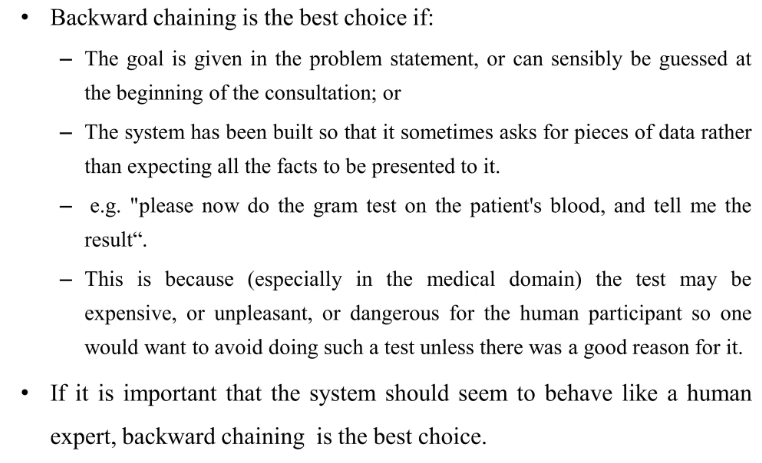 • Backward chaining is the best choice if:
– The goal is given in the problem statement, or can sensibly be guessed at
the beginning of the consultation; or
– The system has been built so that it sometimes asks for pieces of data rather
than expecting all the facts to be presented to it.
– e.g. "please now do the gram test on the patient's blood, and tell me the
result“.
– This is because (especially in the medical domain) the test may be
expensive, or unpleasant, or dangerous for the human participant so one
would want to avoid doing such a test unless there was a good reason for it.
• If it is important that the system should seem to behave like a human
expert, backward chaining is the best choice.